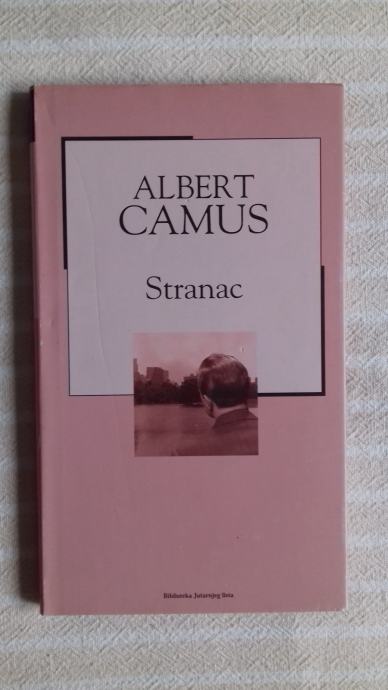 ALBERT
CAMUS
Stranac
Biblioteka Jutarnjeg lista